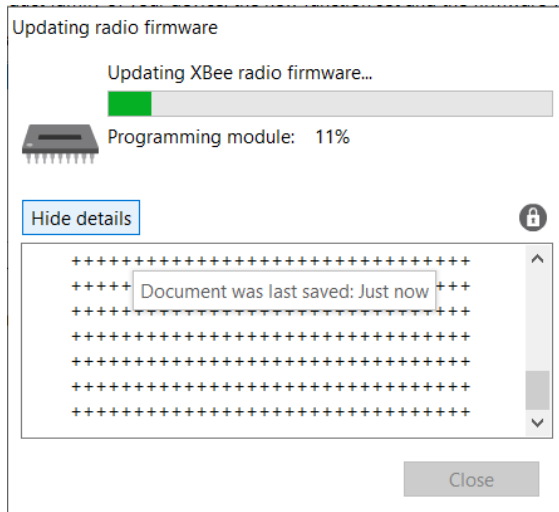 Updating radio firmware
Updating XBee radio firmware...
Programming module: 11%
Hide details
++++++++++++++++++++++++++++++++
+++++
Document was last saved: Just now
+++
++++++++++++++++++++++++++++++++
++++++++++++++++++++++++++++++++
++++++++++++++++++++++++++++++++
++++++++++++++++++++++++++++++++
++++++++++++++++++++++++++++++++
Close